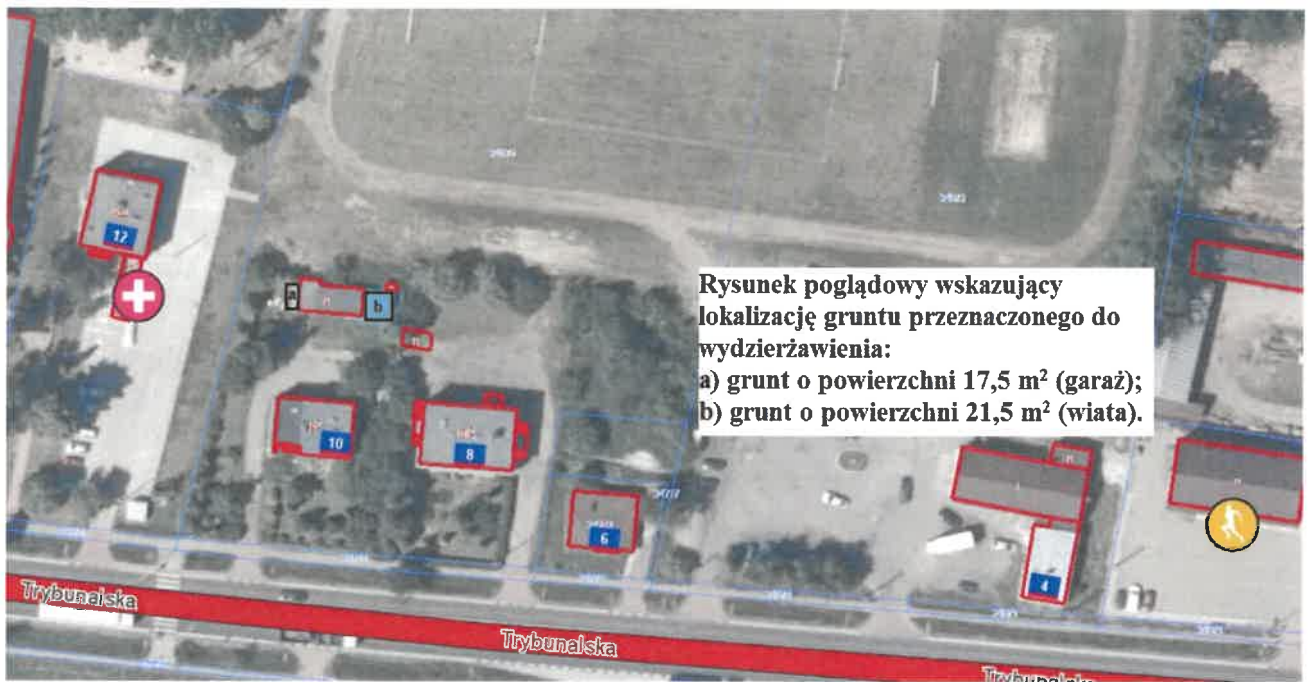 12
a
n
b
n
Rysunek poglądowy wskazujący
lokalizację gruntu przeznaczonego do
wydzierżawienia:
a) grunt o powierzchni 17,5 m² (garaż);
b) grunt o powierzchni 21,5 m² (wiata).
10
8
n
i
n
6
4
Trybunalska
Trybunalska
Trybunalska